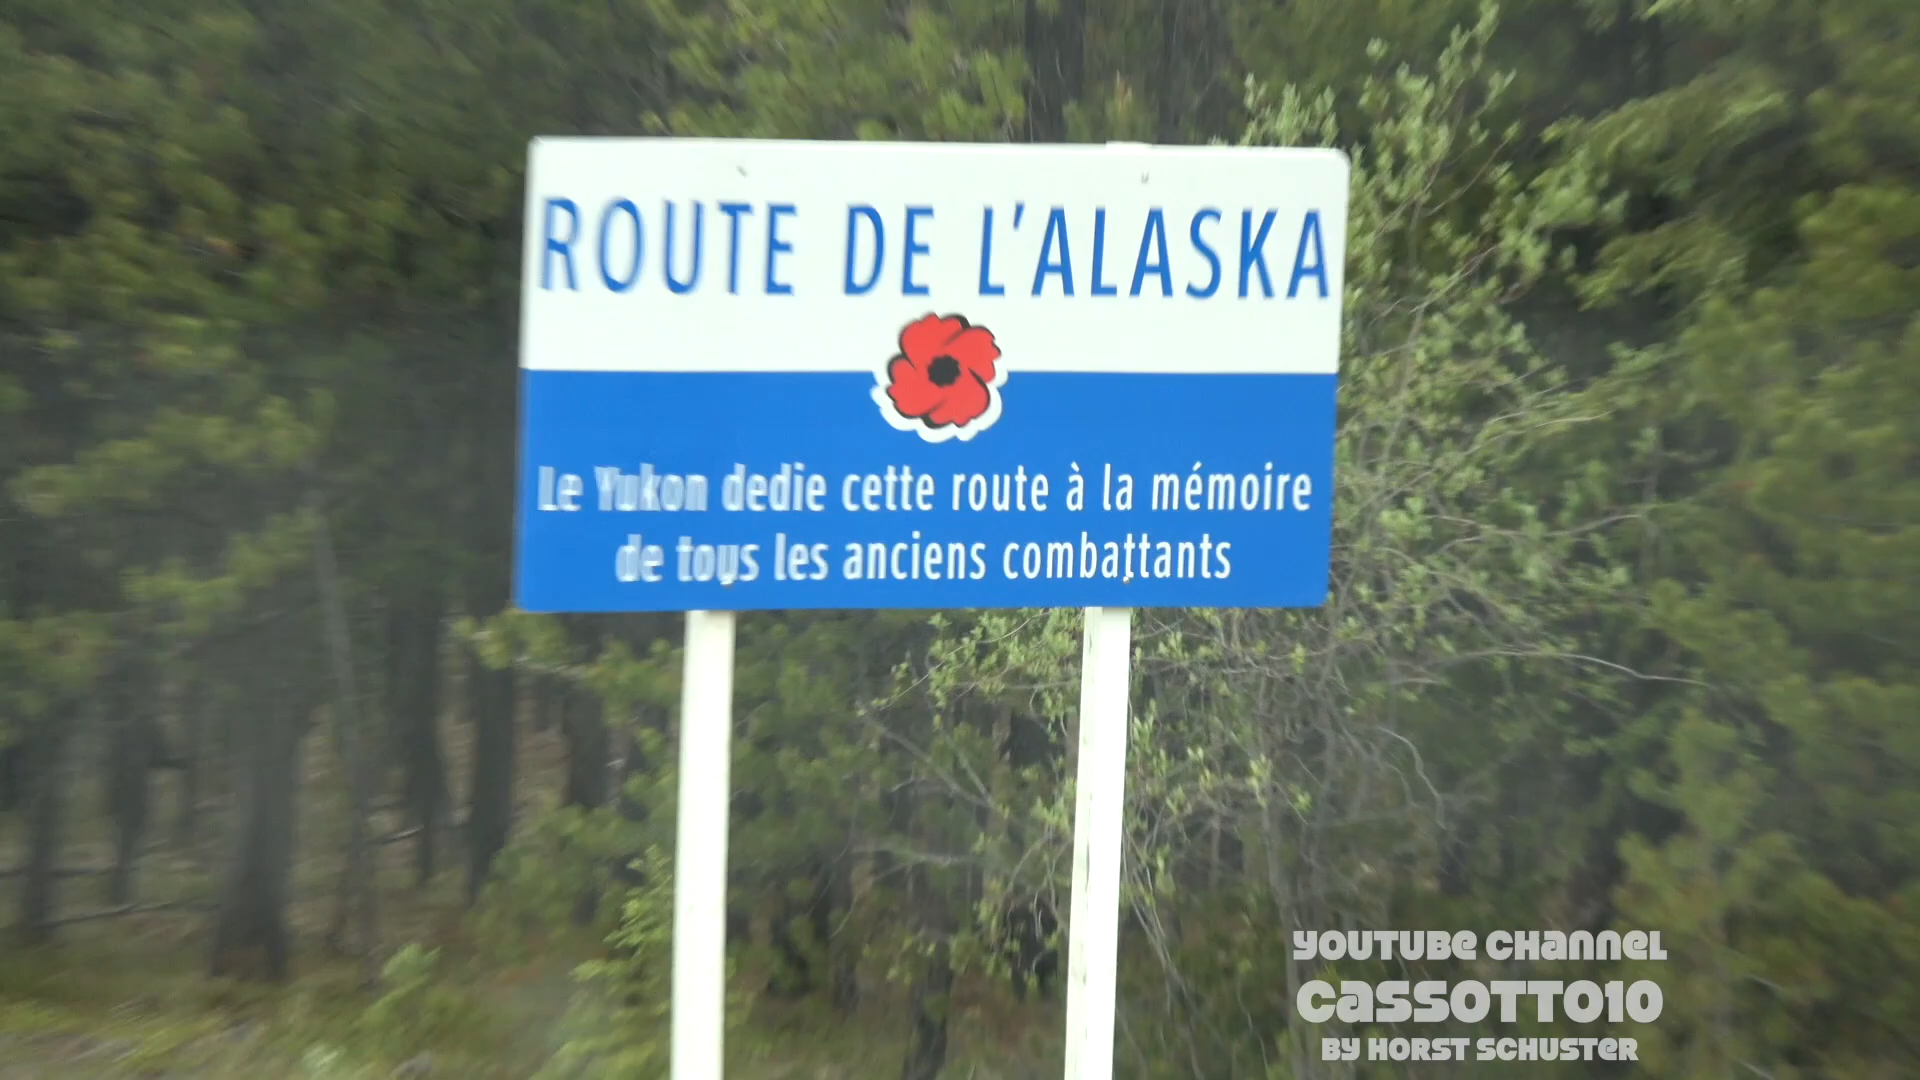 ROUTE DE L'ALASKA
Le Yukon dedie cette route à la mémoire
de tous les anciens combattants
YOUTUBE CHANNEL
CASSOTTO10
BY HORST SCHUSTER